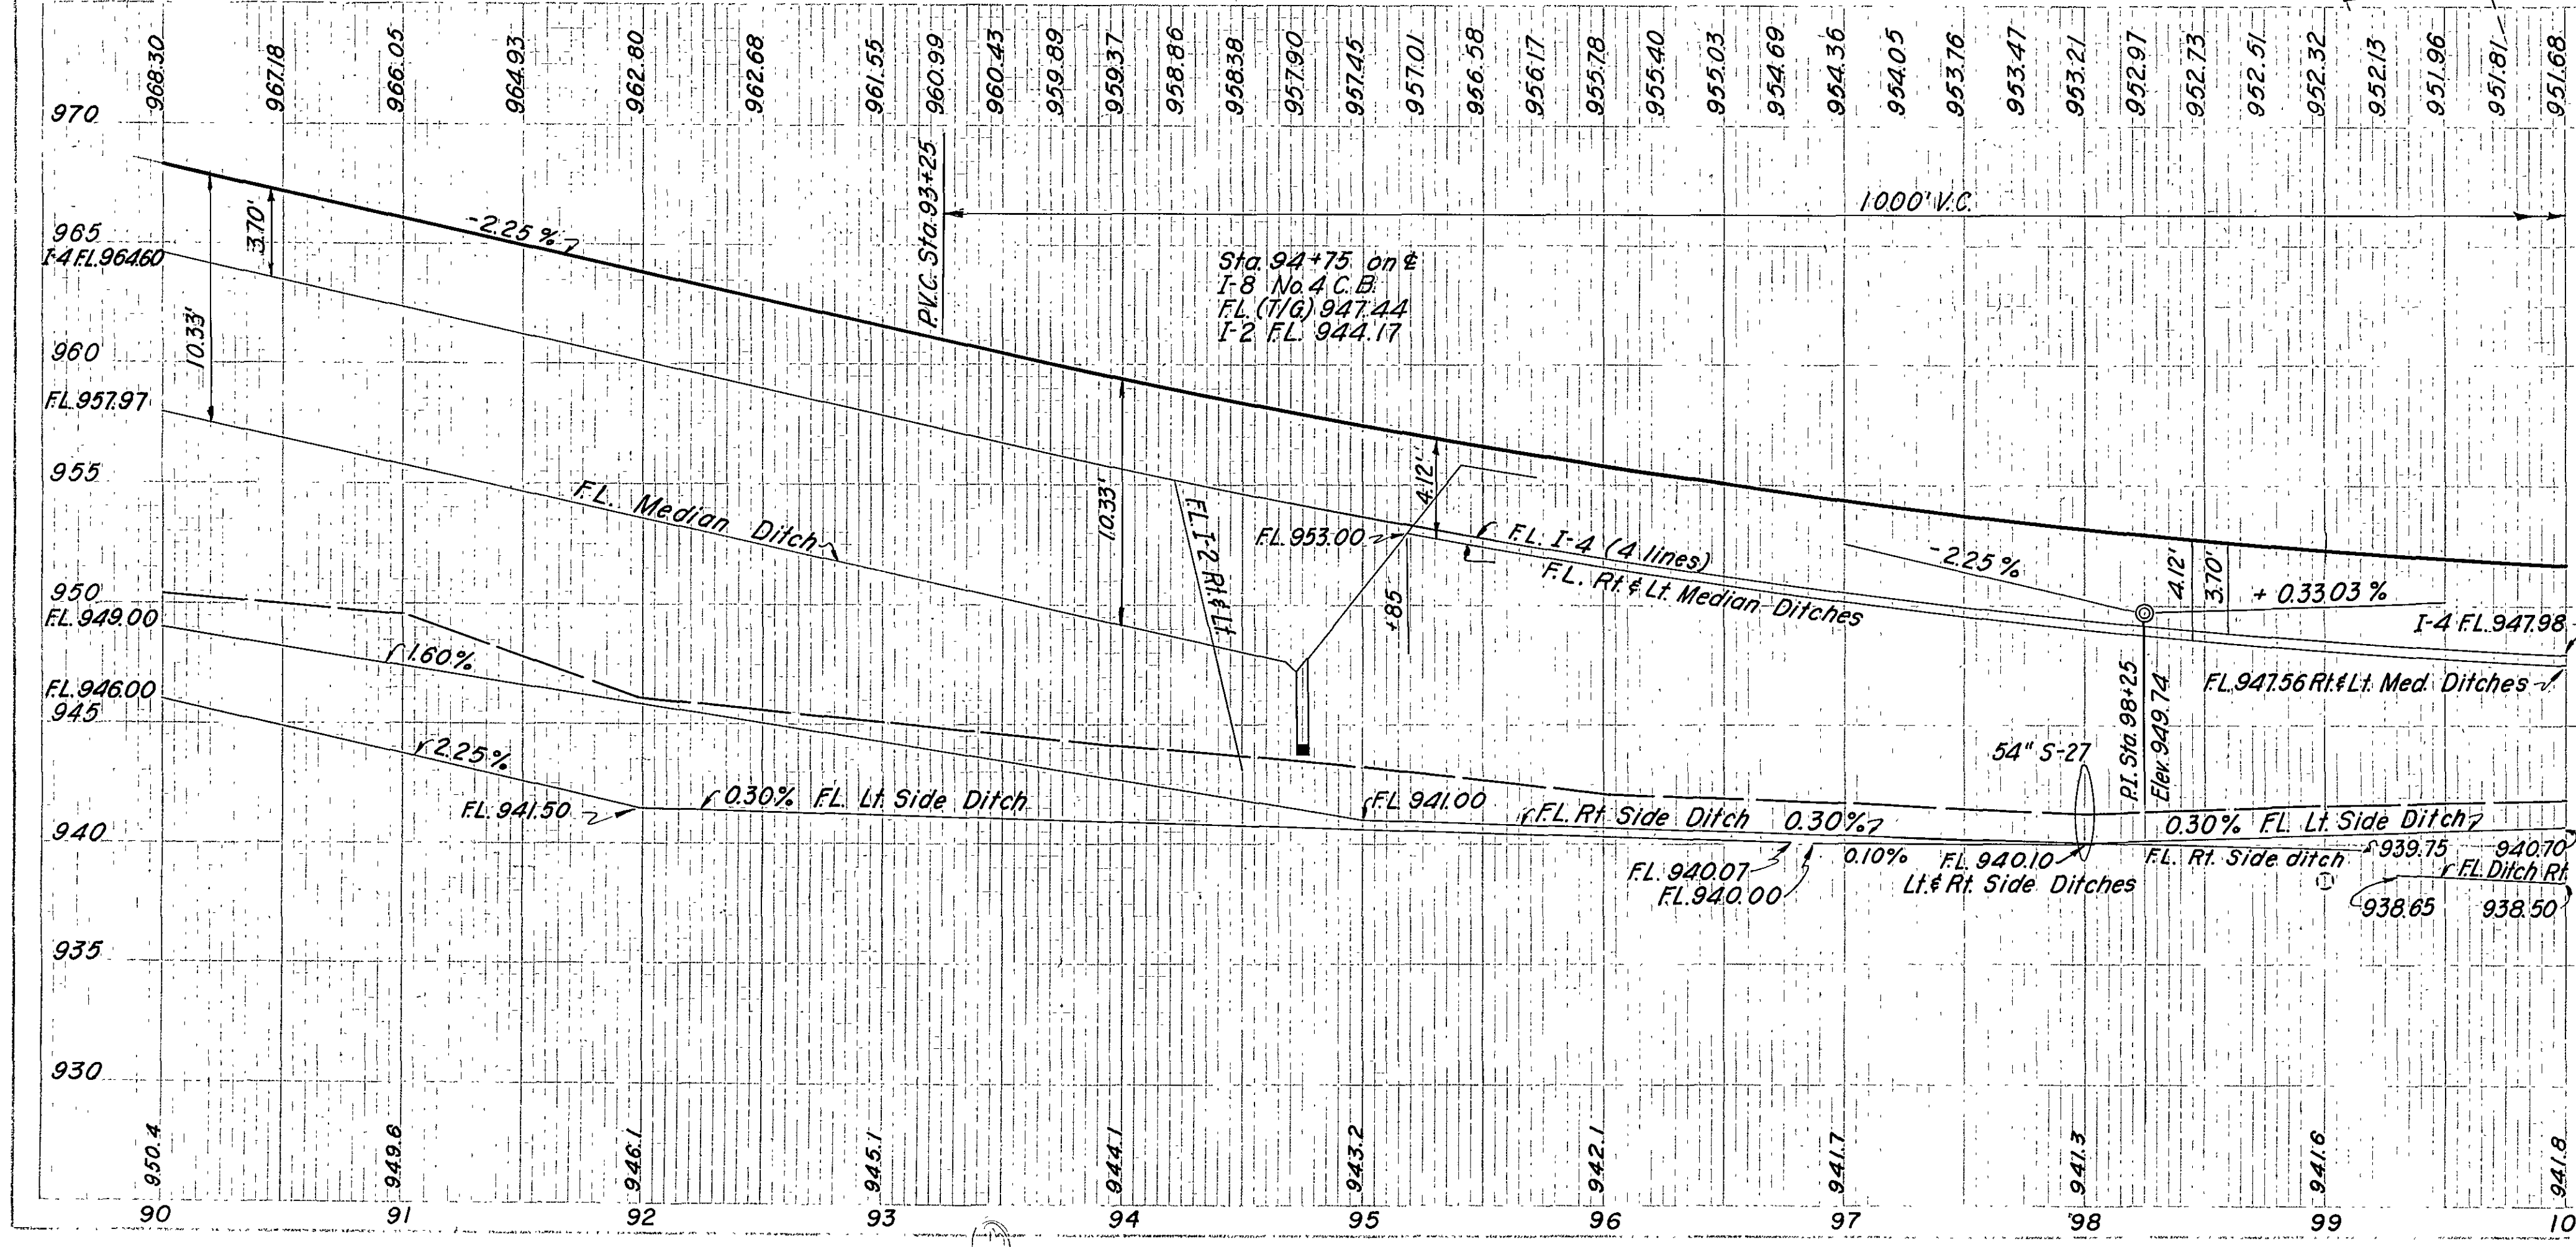 968.30 967.18 966.05 964.93 962.80 962.68 961.55 960.99 960.43 959.89 959.37 958.86 958.38 957.90 957.45 957.01 956.58 956.17 955.78 955.40 955.03 954.69 954.36 954.05 953.76 953.47 953.21 952.97 952.73 952.51 952.32 952.13 951.96 951.81 951.68
970
965
I-4 F.L. 964.60
960
F.L. 957.97
955
950
F.L. 949.00
F.L. 946.00
945
940
935
930
10.33'
3.70'
-2.25%
P.V.C. Sta. 93+25
1000' V.C.
Sta. 94+75 on ℄
I-8 No. 4 C.B.
F.L. (T/G) 947.44
I-2 F.L. 944.17
F.L. Median Ditch
10.33'
F.L. I-2 Rt. & Lt.
F.L. 953.00
4.12'
+85
F.L. I-4 (4 lines)
F.L. Rt. & Lt. Median Ditches
-2.25%
4.12'
3.70'
+ 0.3303%
I-4 F.L. 947.98
F.L. 947.56 Rt. & Lt. Med. Ditches
P.I. Sta. 98+25
Elev. 949.74
54" S-27
1.60%
2.25%
F.L. 941.50
0.30% F.L. Lt. Side Ditch
F.L. 941.00
F.L. Rt. Side Ditch 0.30%
0.30% F.L. Lt. Side Ditch
F.L. 940.07
F.L. 940.00
0.10%
F.L. 940.10
Lt. & Rt. Side Ditches
F.L. Rt. Side ditch
939.75
940.70
F.L. Ditch Rt.
938.65
938.50
950.4 949.6 946.1 945.1 944.1 943.2 942.1 941.7 941.3 941.6 941.8
90 91 92 93 94 95 96 97 98 99 10